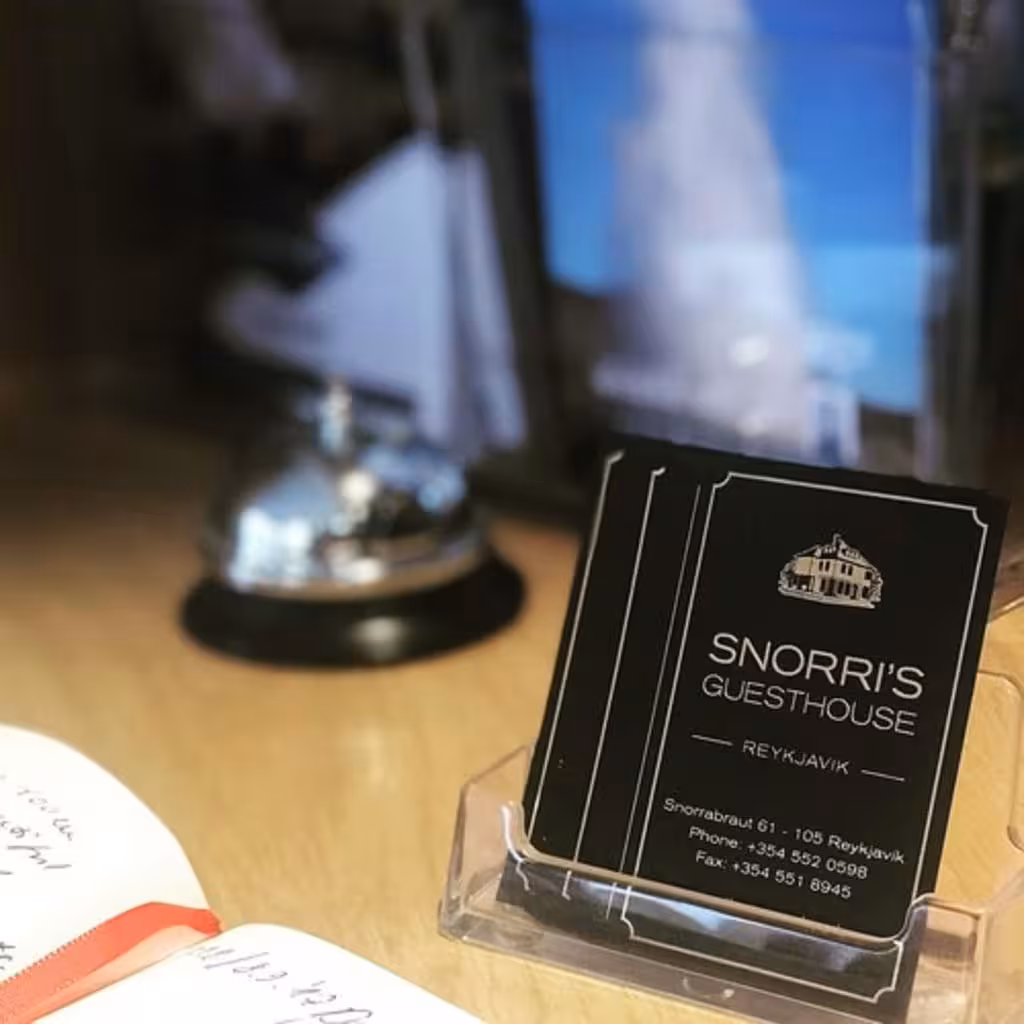 SNORRI'S
GUESTHOUSE
REYKJAVIK
Snorrabraut 61 - 105 Reykjavik
Phone: +354 552 0598
Fax: +354 551 8945